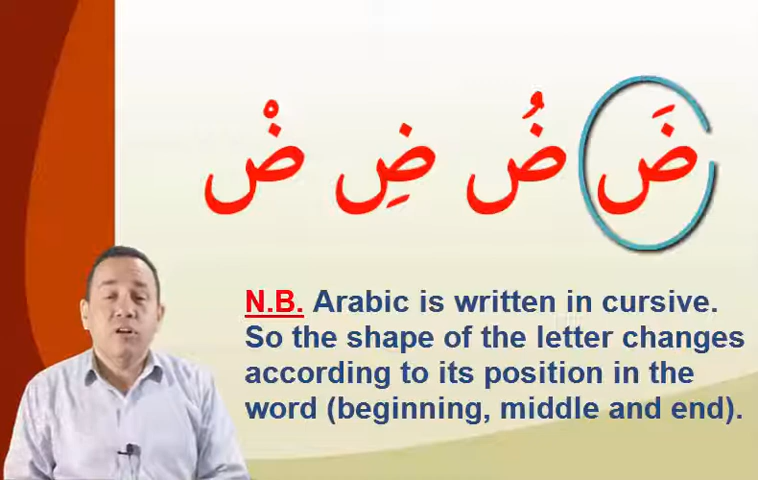 ضَ ضُ ضِ ضْ
N.B. Arabic is written in cursive.
So the shape of the letter changes
according to its position in the
word (beginning, middle and end).